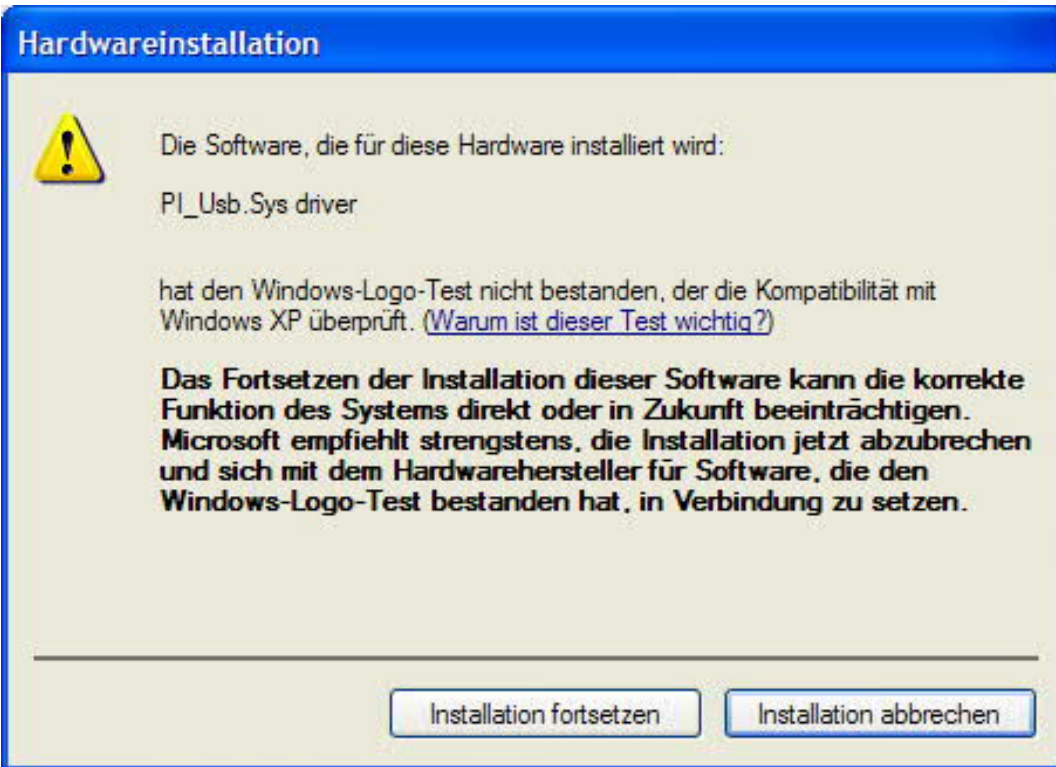 Hardwareinstallation
Die Software, die für diese Hardware installiert wird:
PI_Usb.Sys driver
hat den Windows-Logo-Test nicht bestanden, der die Kompatibilität mit
Windows XP überprüft. (Warum ist dieser Test wichtig?)
Das Fortsetzen der Installation dieser Software kann die korrekte
Funktion des Systems direkt oder in Zukunft beeinträchtigen.
Microsoft empfiehlt strengstens, die Installation jetzt abzubrechen
und sich mit dem Hardwarehersteller für Software, die den
Windows-Logo-Test bestanden hat, in Verbindung zu setzen.
Installation fortsetzen Installation abbrechen